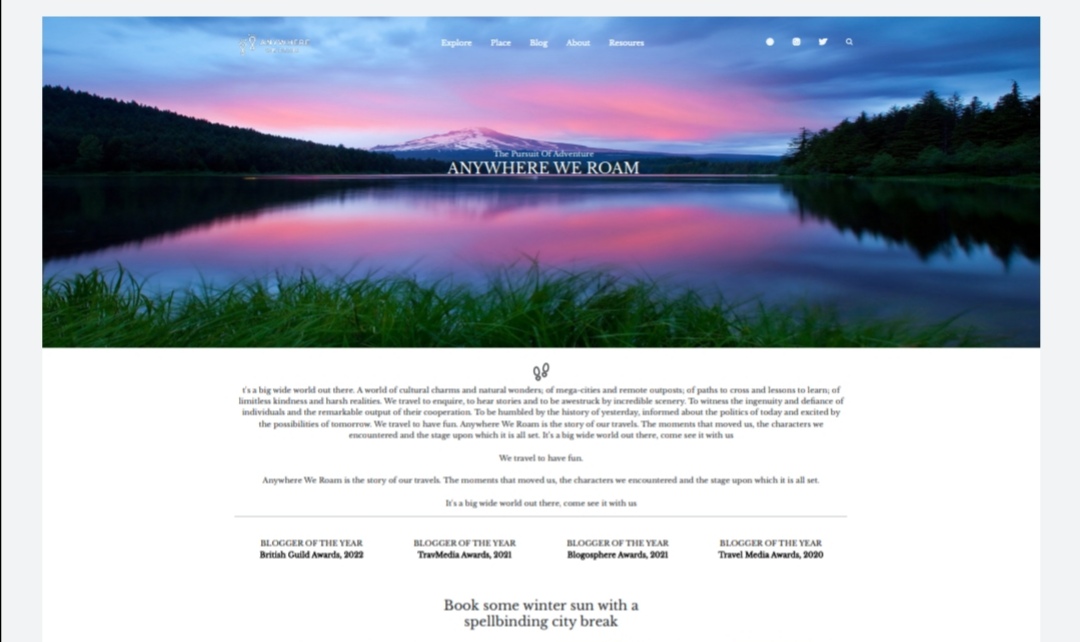 ANYWHERE
Explore Place Blog About Resoures
The Pursuit Of Adventure
ANYWHERE WE ROAM
t's a big wide world out there. A world of cultural charms and natural wonders; of mega-cities and remote outposts; of paths to cross and lessons to learn; of
limitless kindness and harsh realities. We travel to enquire, to hear stories and to be awestruck by incredible scenery. To witness the ingenuity and defiance of
individuals and the remarkable output of their cooperation. To be humbled by the history of yesterday, informed about the politics of today and excited by
the possibilities of tomorrow. We travel to have fun. Anywhere We Roam is the story of our travels. The moments that moved us, the characters we
encountered and the stage upon which it is all set. It's a big wide world out there, come see it with us
We travel to have fun.
Anywhere We Roam is the story of our travels. The moments that moved us, the characters we encountered and the stage upon which it is all set.
It's a big wide world out there, come see it with us
BLOGGER OF THE YEAR BLOGGER OF THE YEAR BLOGGER OF THE YEAR BLOGGER OF THE YEAR
British Guild Awards, 2022 TravMedia Awards, 2021 Blogosphere Awards, 2021 Travel Media Awards, 2020
Book some winter sun with a
spellbinding city break